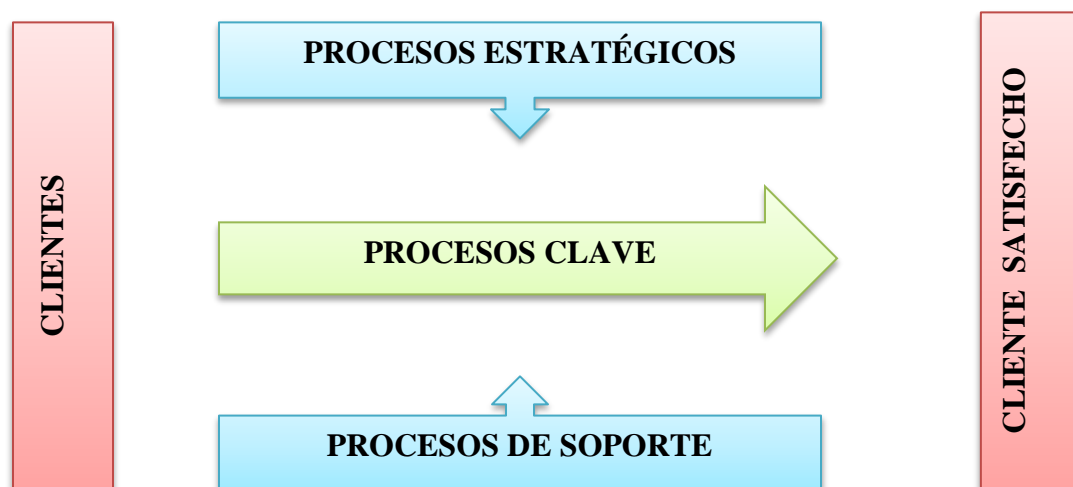 CLIENTES
PROCESOS ESTRATÉGICOS
PROCESOS CLAVE
PROCESOS DE SOPORTE
CLIENTE SATISFECHO